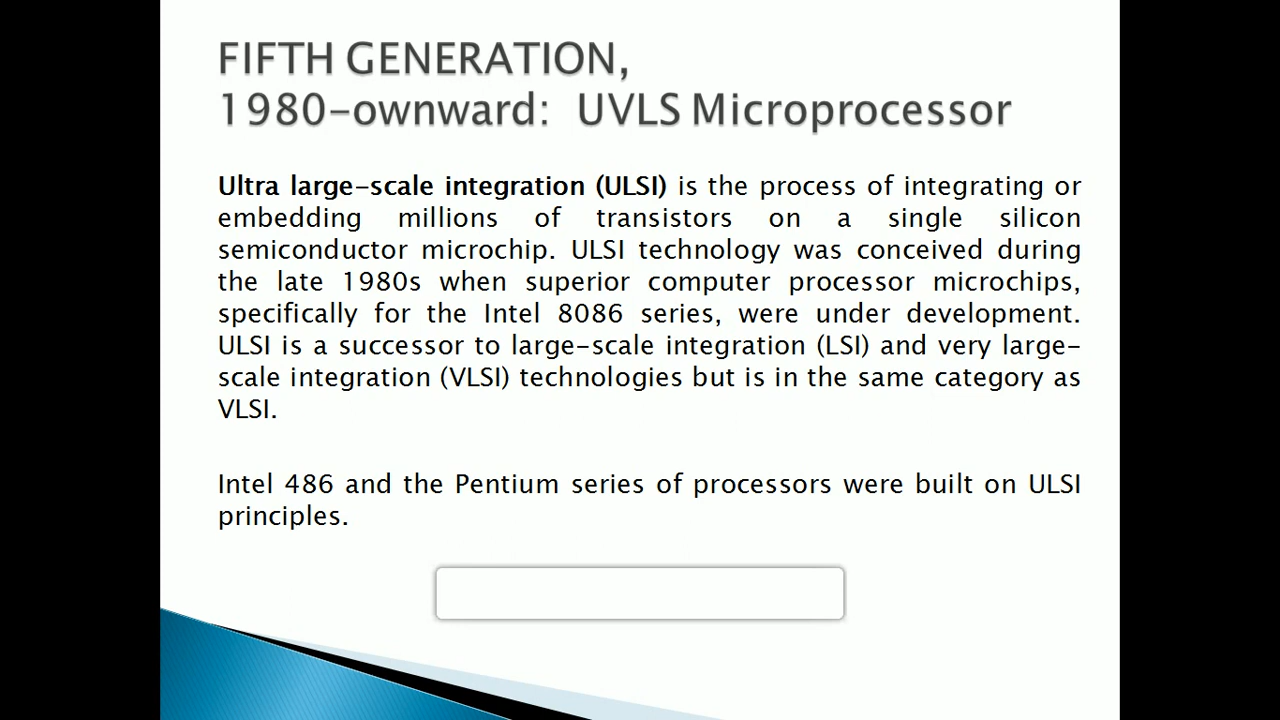 FIFTH GENERATION,
1980-ownward: UVLS Microprocessor
Ultra large-scale integration (ULSI) is the process of integrating or
embedding millions of transistors on a single silicon
semiconductor microchip. ULSI technology was conceived during
the late 1980s when superior computer processor microchips,
specifically for the Intel 8086 series, were under development.
ULSI is a successor to large-scale integration (LSI) and very large-
scale integration (VLSI) technologies but is in the same category as
VLSI.
Intel 486 and the Pentium series of processors were built on ULSI
principles.